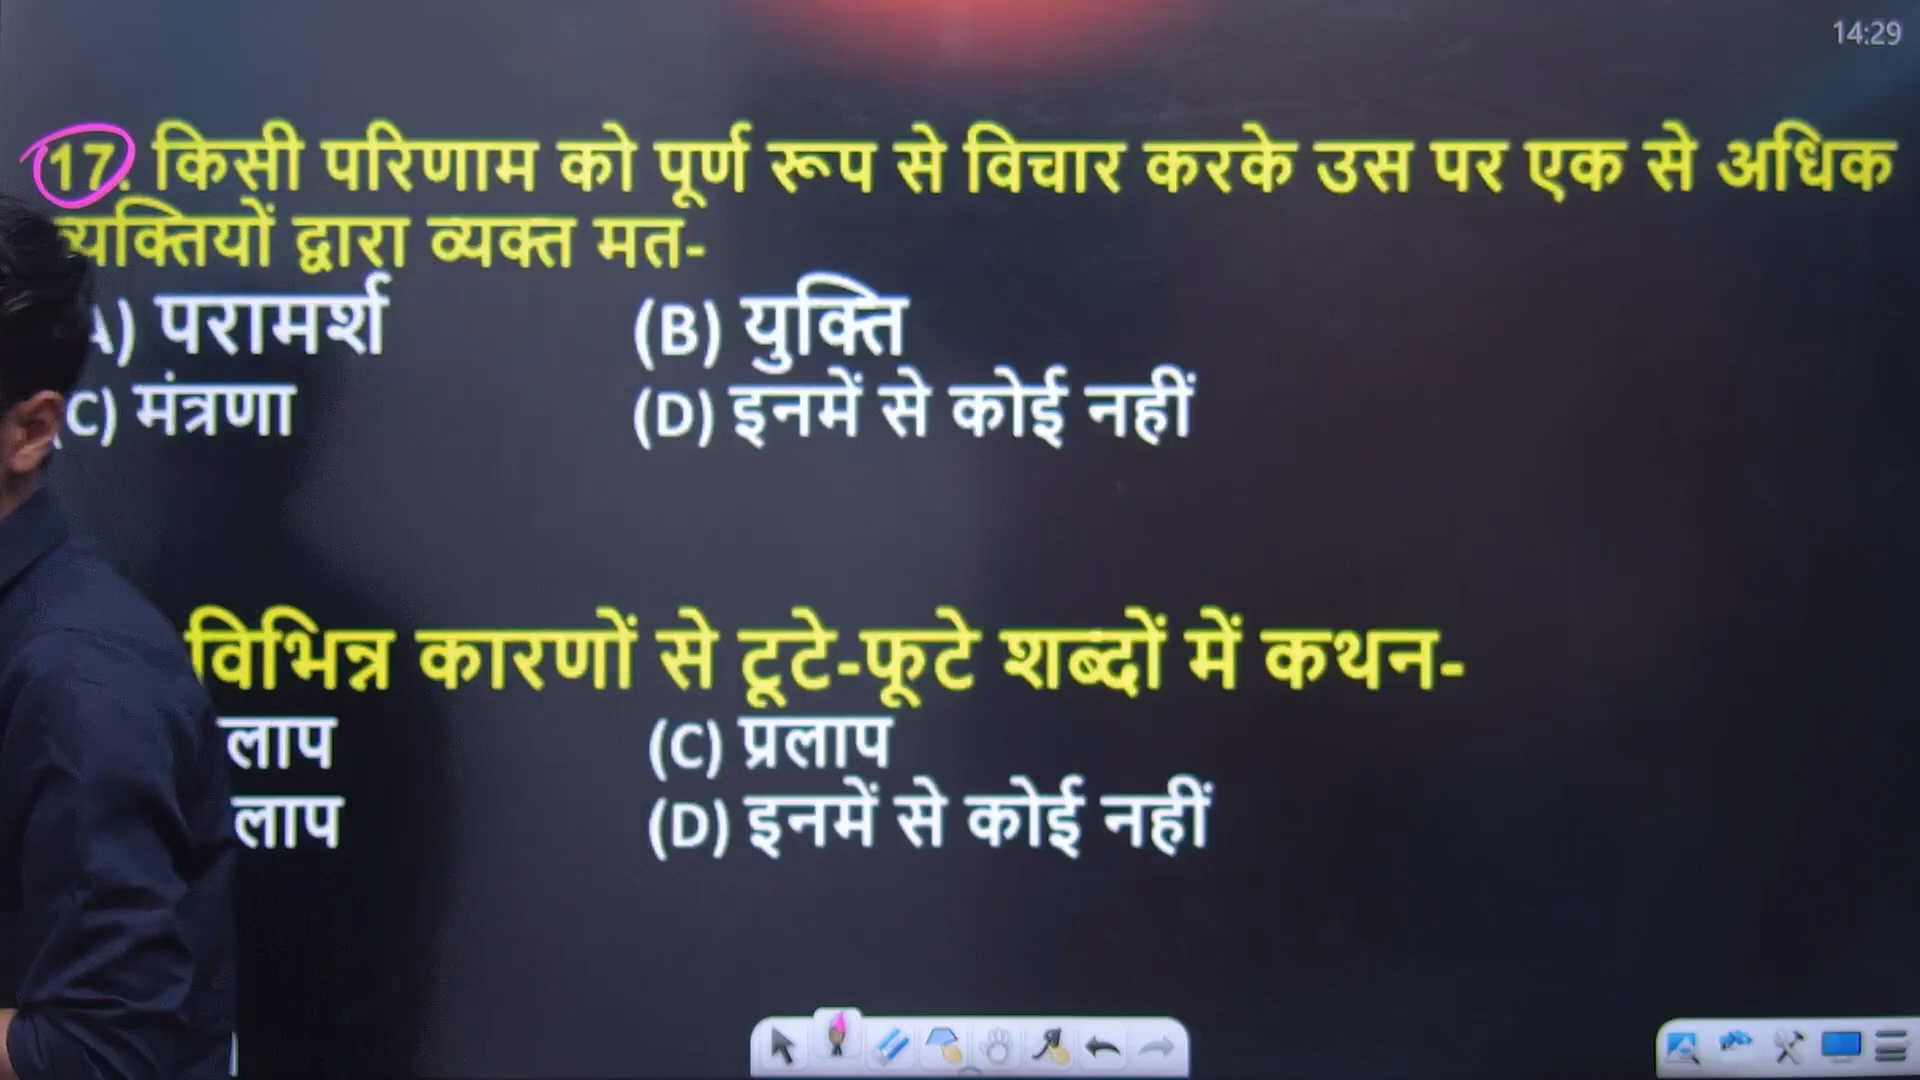 14:29
17. किसी परिणाम को पूर्ण रूप से विचार करके उस पर एक से अधिक
व्यक्तियों द्वारा व्यक्त मत-
A) परामर्श (B) युक्ति
(C) मंत्रणा (D) इनमें से कोई नहीं
विभिन्न कारणों से टूटे-फूटे शब्दों में कथन-
लाप (C) प्रलाप
लाप (D) इनमें से कोई नहीं